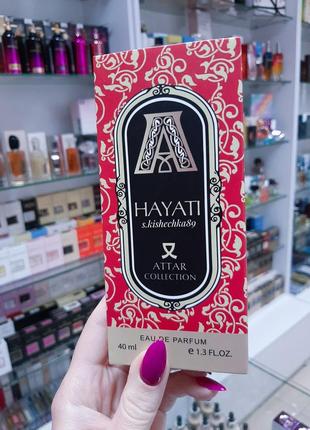 A
HAYATI
s.kishechka89
ATTAR
COLLECTION
EAU DE PARFUM
40 ml e 1.3 FL.OZ.